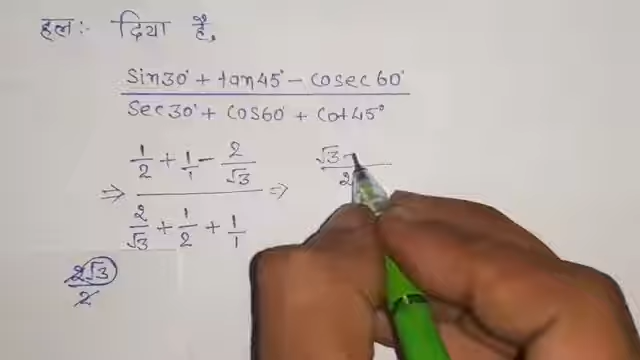 हल:- दिया है,
sin30° + tan45° - cosec60°
sec30° + cos60° + cot45°
⇒ 1/2 + 1/1 - 2/√3 ⇒ √3 -
2/√3 + 1/2 + 1/1
2√3/2